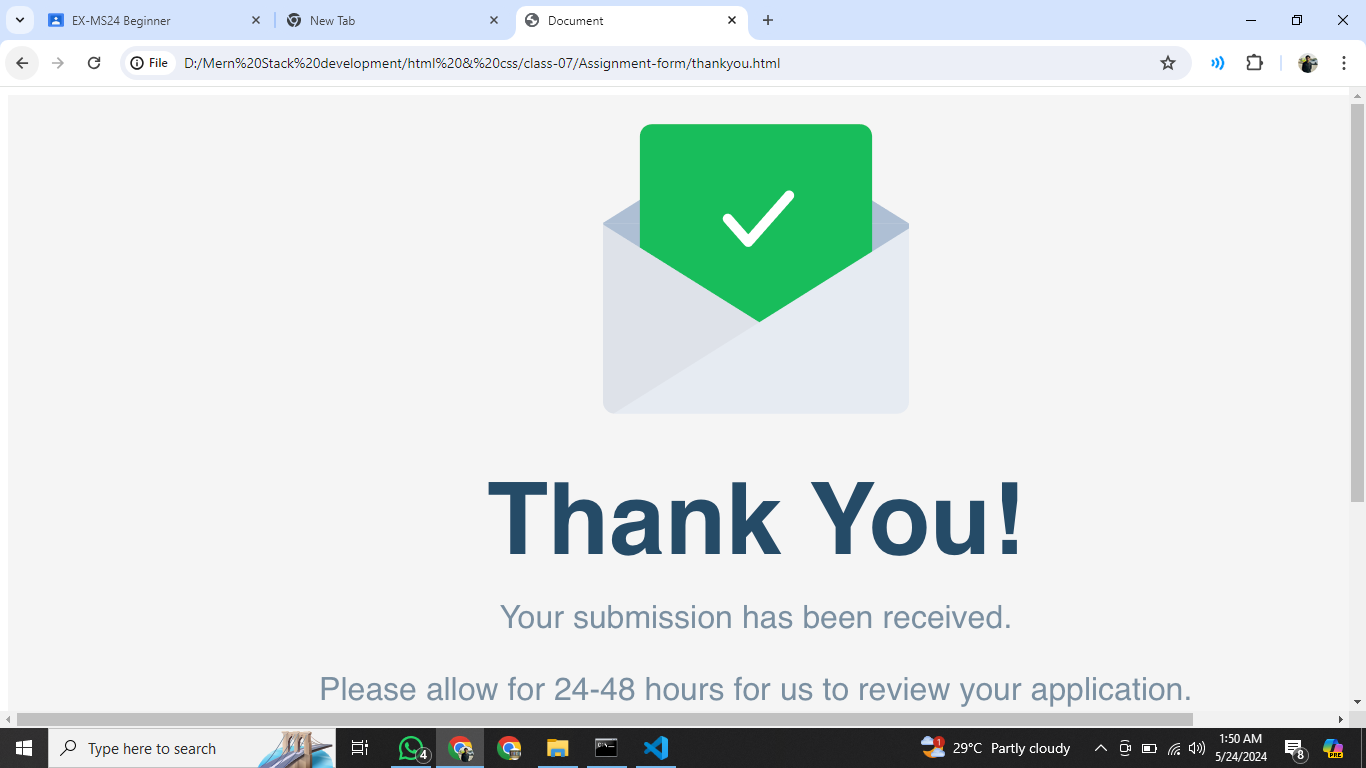 EX-MS24 Beginner
New Tab
Document
File
D:/Mern%20Stack%20development/html%20&%20css/class-07/Assignment-form/thankyou.html
Thank You!
Your submission has been received.
Please allow for 24-48 hours for us to review your application.
Type here to search
4
1
29°C Partly cloudy
1:50 AM
5/24/2024
8
PRE